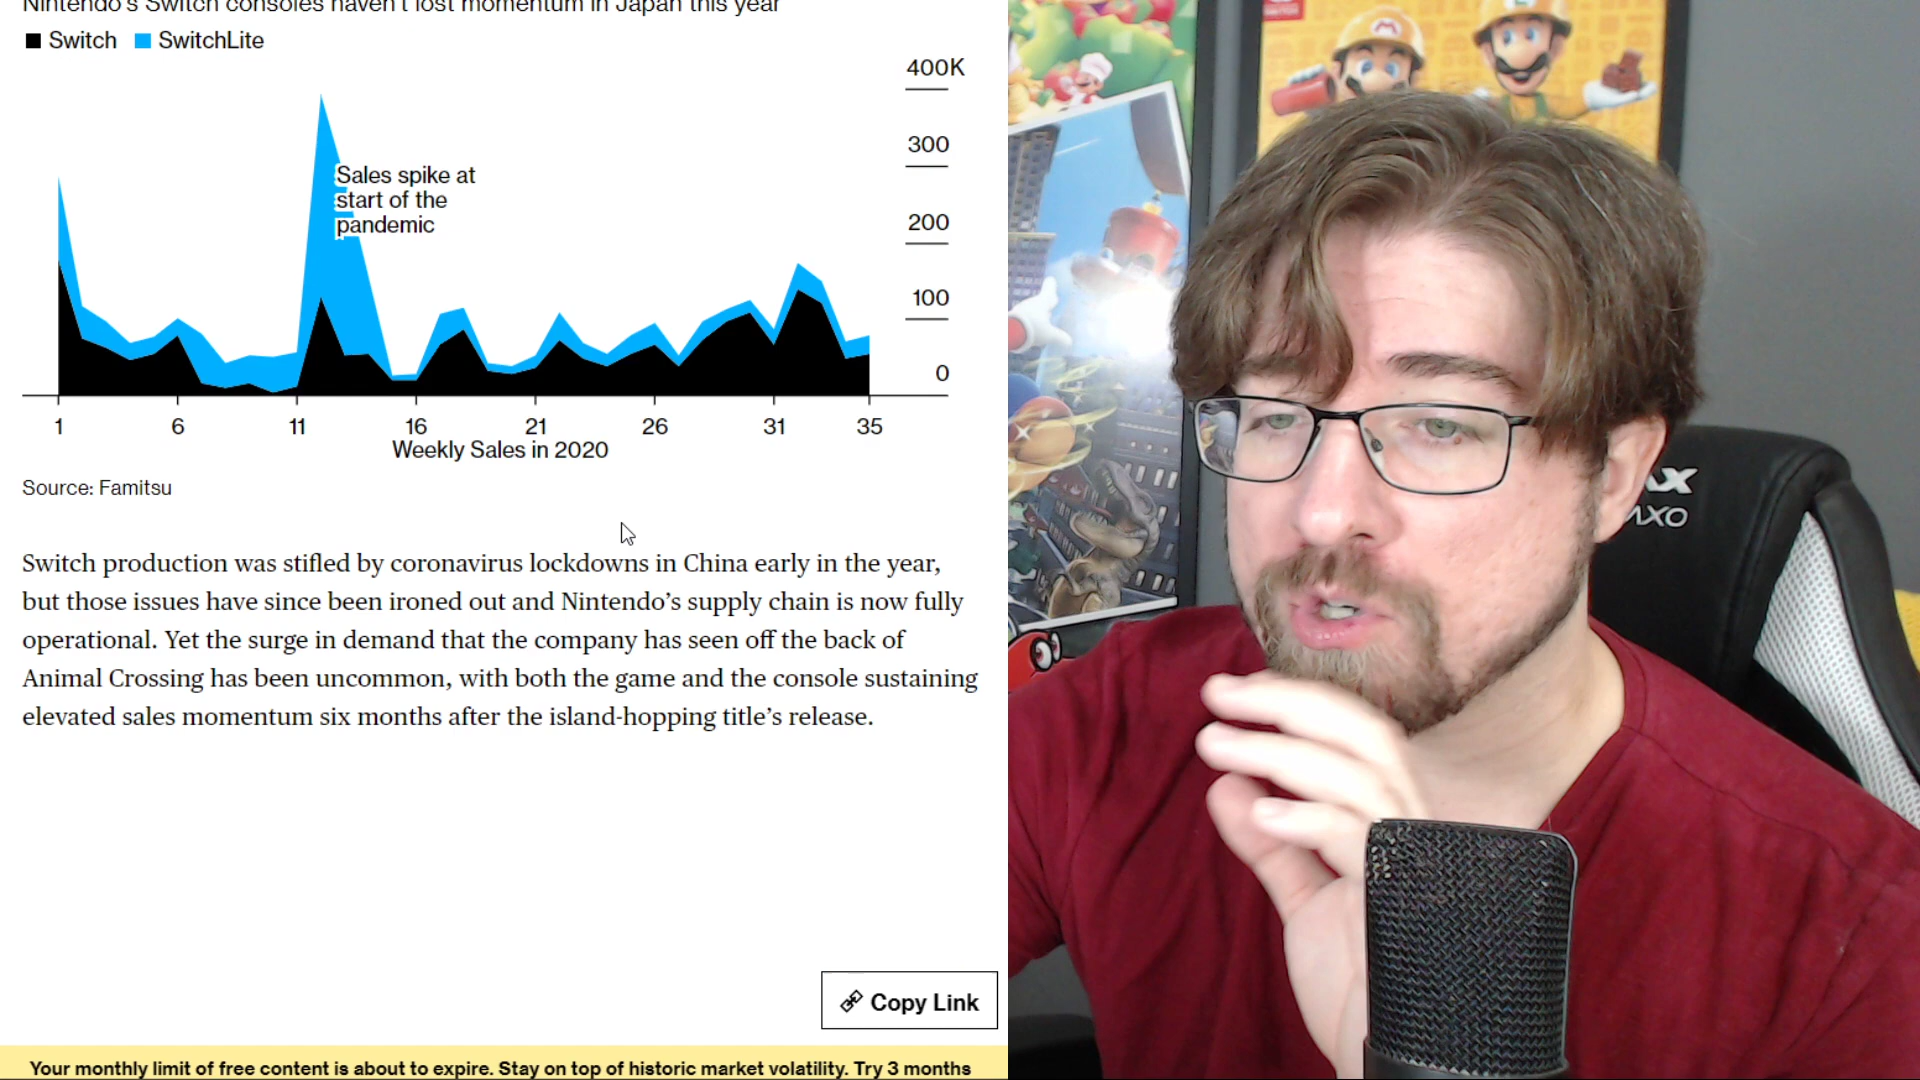 Nintendo's Switch consoles haven't lost momentum in Japan this year
Switch SwitchLite
400K
300
200
100
0
Sales spike at
start of the
pandemic
1 6 11 16 21 26 31 35
Weekly Sales in 2020
Source: Famitsu
Switch production was stifled by coronavirus lockdowns in China early in the year,
but those issues have since been ironed out and Nintendo’s supply chain is now fully
operational. Yet the surge in demand that the company has seen off the back of
Animal Crossing has been uncommon, with both the game and the console sustaining
elevated sales momentum six months after the island-hopping title’s release.
Copy Link
Your monthly limit of free content is about to expire. Stay on top of historic market volatility. Try 3 months